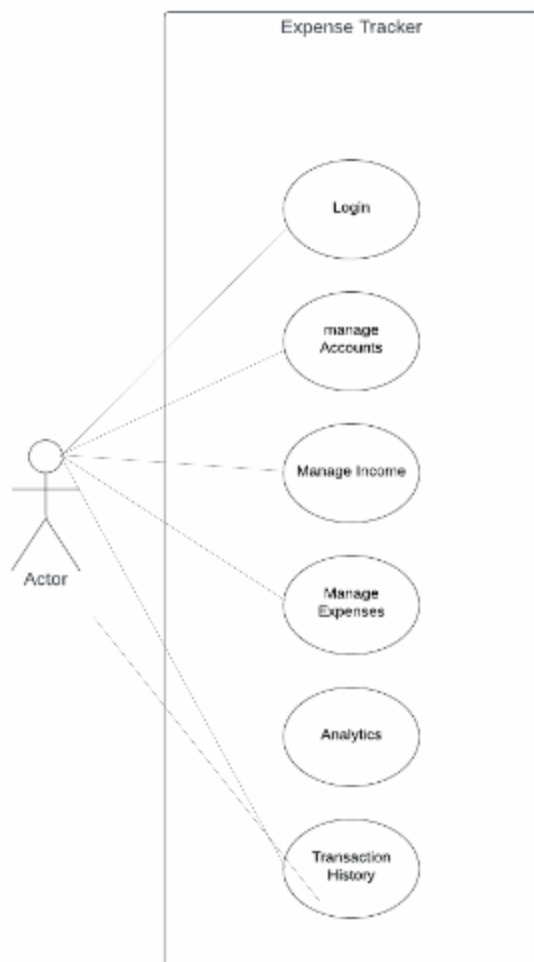 Expense Tracker
Login
manage
Accounts
Manage Income
Manage
Expenses
Actor
Analytics
Transaction
History